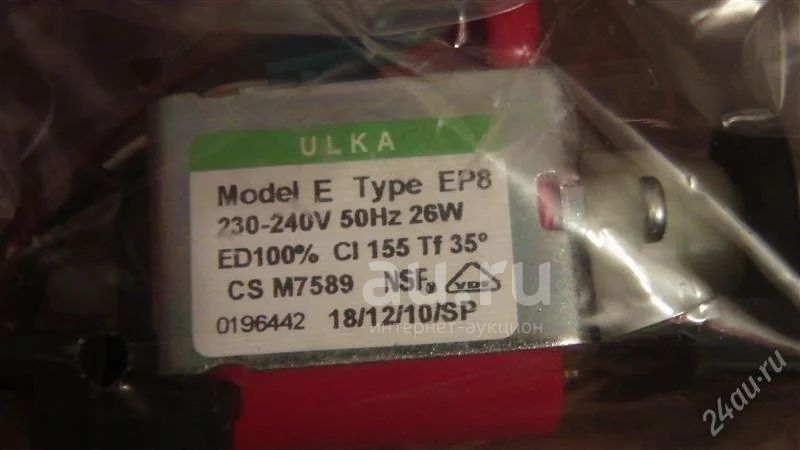 ULKA
Model E Type EP8
230-240V 50Hz 26W
ED100% Cl 155 Tf 35°
CS M7589 NSF® VDE
0196442 18/12/10/SP
au.ru
интернет-аукцион
24au.ru